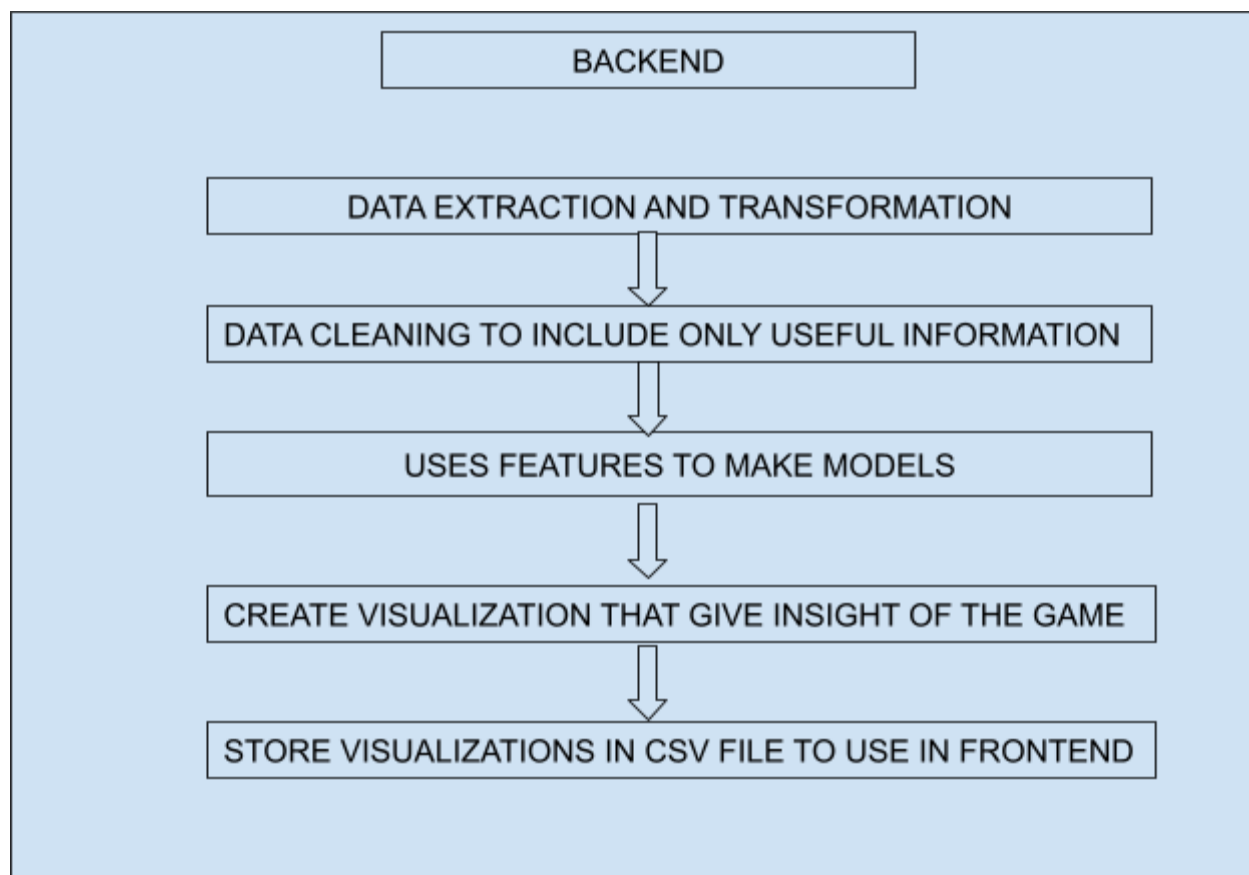 BACKEND
DATA EXTRACTION AND TRANSFORMATION
DATA CLEANING TO INCLUDE ONLY USEFUL INFORMATION
USES FEATURES TO MAKE MODELS
CREATE VISUALIZATION THAT GIVE INSIGHT OF THE GAME
STORE VISUALIZATIONS IN CSV FILE TO USE IN FRONTEND